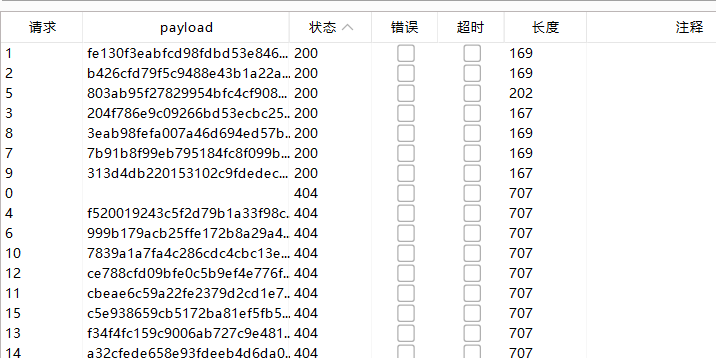 请求 payload 状态 错误 超时 长度 注释
1 fe130f3eabfcd98fdbd53e846... 200 169
2 b426cfd79f5c9488e43b1a22a... 200 169
5 803ab95f27829954bfc4cf908... 200 202
3 204f786e9c09266bd53ecbc25... 200 167
8 3eab98fefa007a46d694ed57b... 200 169
7 7b91b8f99eb795184fc8f099b... 200 169
9 313d4db220153102c9fdedec... 200 167
0 404 707
4 f520019243c5f2d79b1a33f98c... 404 707
6 999b179acb25ffe172b8a29a4... 404 707
10 7839a1a7fa4c286cdc4cbc13e... 404 707
12 ce788cfd09bfe0c5b9ef4e776f... 404 707
11 cbeae6c59a22fe2379d2cd1e7... 404 707
15 c5e938659cb5172ba81ef5fb5... 404 707
13 f34f4fc159c9006ab727c9e481... 404 707
14 a32cfede658e93fdeeb4d6da0... 404 707